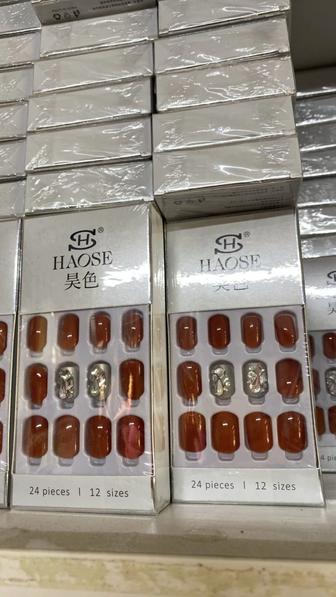 HAOSE
昊色
24 pieces | 12 sizes
HAOSE
昊色
24 pieces | 12 sizes